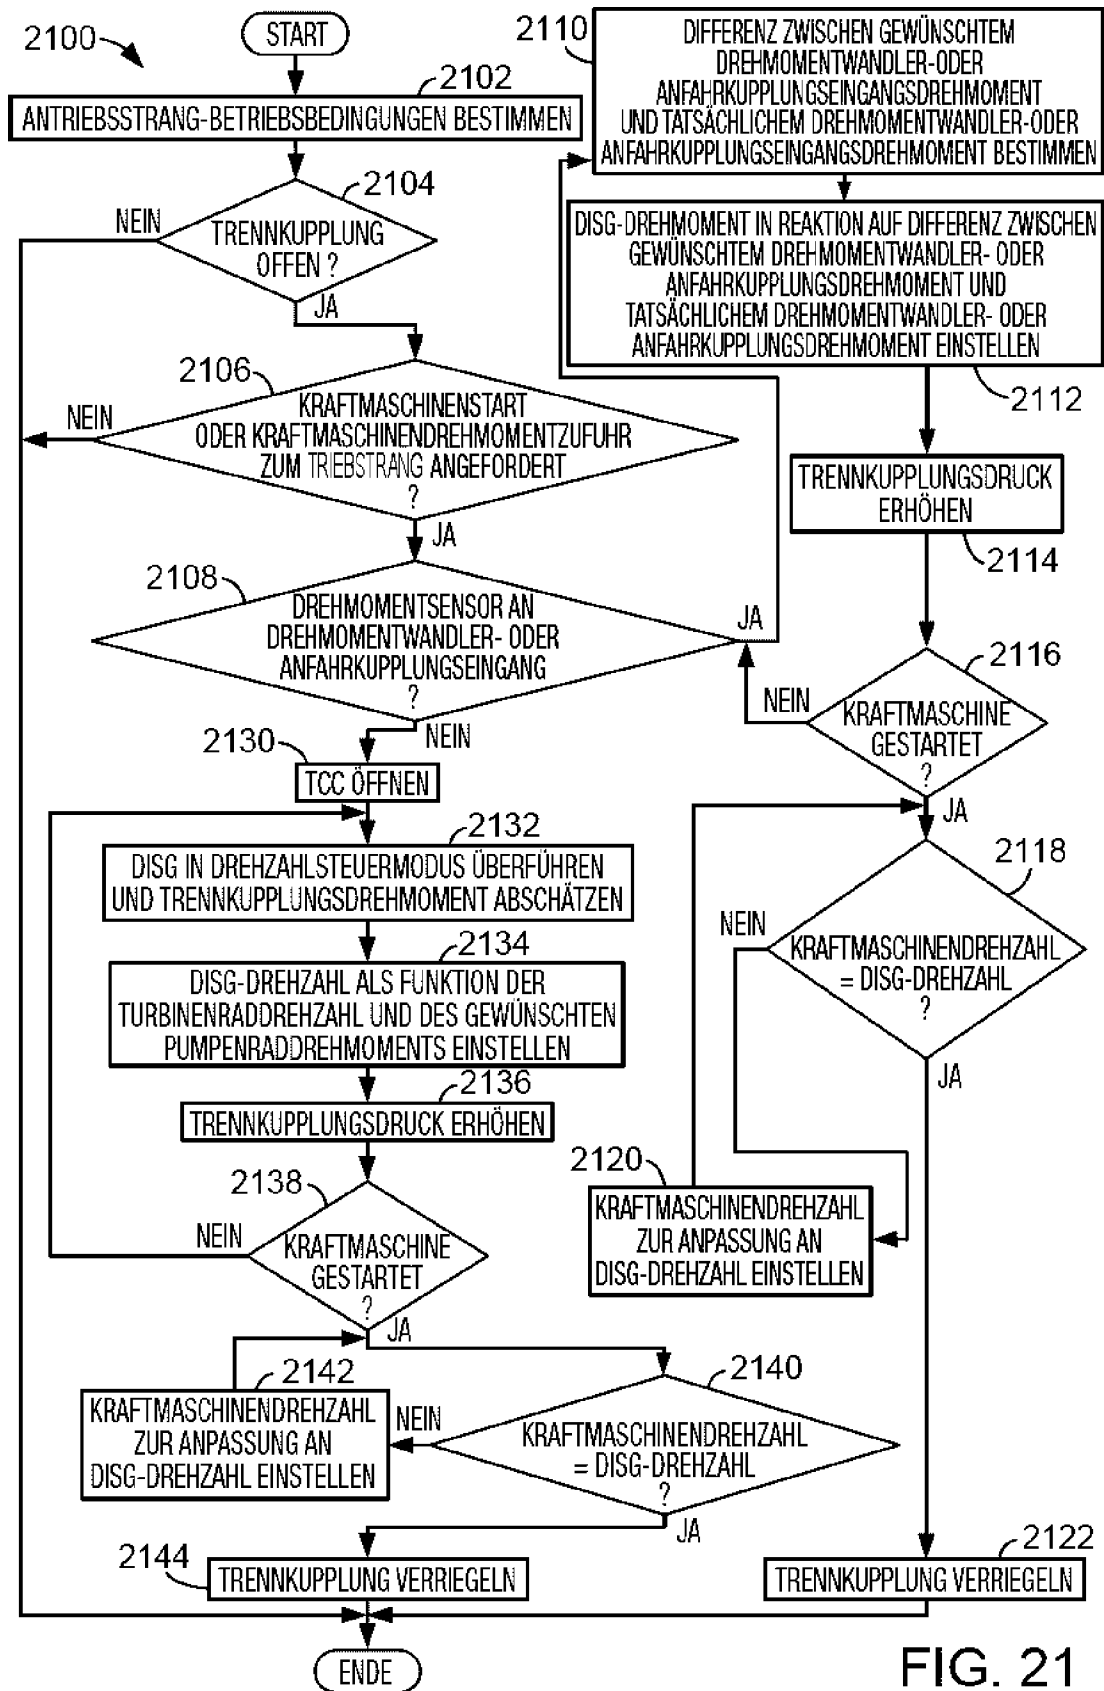 2100
START
2102
ANTRIEBSSTRANG-BETRIEBSBEDINGUNGEN BESTIMMEN
2104
NEIN
TRENNKUPPLUNG
OFFEN ?
JA
2106
NEIN
KRAFTMASCHINENSTART
ODER KRAFTMASCHINENDREHMOMENTZUFUHR
ZUM TRIEBSTRANG ANGEFORDERT
?
JA
2108
DREHMOMENTSENSOR AN
DREHMOMENTWANDLER- ODER
ANFAHRKUPPLUNGSEINGANG
?
JA
NEIN
2110
DIFFERENZ ZWISCHEN GEWÜNSCHTEM
DREHMOMENTWANDLER-ODER
ANFAHRKUPPLUNGSEINGANGSDREHMOMENT
UND TATSÄCHLICHEM DREHMOMENTWANDLER-ODER
ANFAHRKUPPLUNGSEINGANGSDREHMOMENT BESTIMMEN
DISG-DREHMOMENT IN REAKTION AUF DIFFERENZ ZWISCHEN
GEWÜNSCHTEM DREHMOMENTWANDLER- ODER
ANFAHRKUPPLUNGSDREHMOMENT UND
TATSÄCHLICHEM DREHMOMENTWANDLER- ODER
ANFAHRKUPPLUNGSDREHMOMENT EINSTELLEN
2112
TRENNKUPPLUNGSDRUCK
ERHÖHEN
2114
2116
NEIN
KRAFTMASCHINE
GESTARTET
?
JA
2118
NEIN
KRAFTMASCHINENDREHZAHL
= DISG-DREHZAHL
?
JA
2120
KRAFTMASCHINENDREHZAHL
ZUR ANPASSUNG AN
DISG-DREHZAHL EINSTELLEN
2122
TRENNKUPPLUNG VERRIEGELN
2130
TCC ÖFFNEN
2132
DISG IN DREHZAHLSTEUERMODUS ÜBERFÜHREN
UND TRENNKUPPLUNGSDREHMOMENT ABSCHÄTZEN
2134
DISG-DREHZAHL ALS FUNKTION DER
TURBINENRADDREHZAHL UND DES GEWÜNSCHTEN
PUMPENRADDREHMOMENTS EINSTELLEN
2136
TRENNKUPPLUNGSDRUCK ERHÖHEN
2138
NEIN
KRAFTMASCHINE
GESTARTET
?
JA
2140
2142
KRAFTMASCHINENDREHZAHL
ZUR ANPASSUNG AN
DISG-DREHZAHL EINSTELLEN
NEIN
KRAFTMASCHINENDREHZAHL
= DISG-DREHZAHL
?
JA
2144
TRENNKUPPLUNG VERRIEGELN
ENDE
FIG. 21